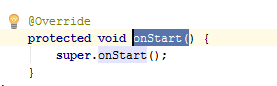 @Override
protected void onStart() {
super.onStart();
}